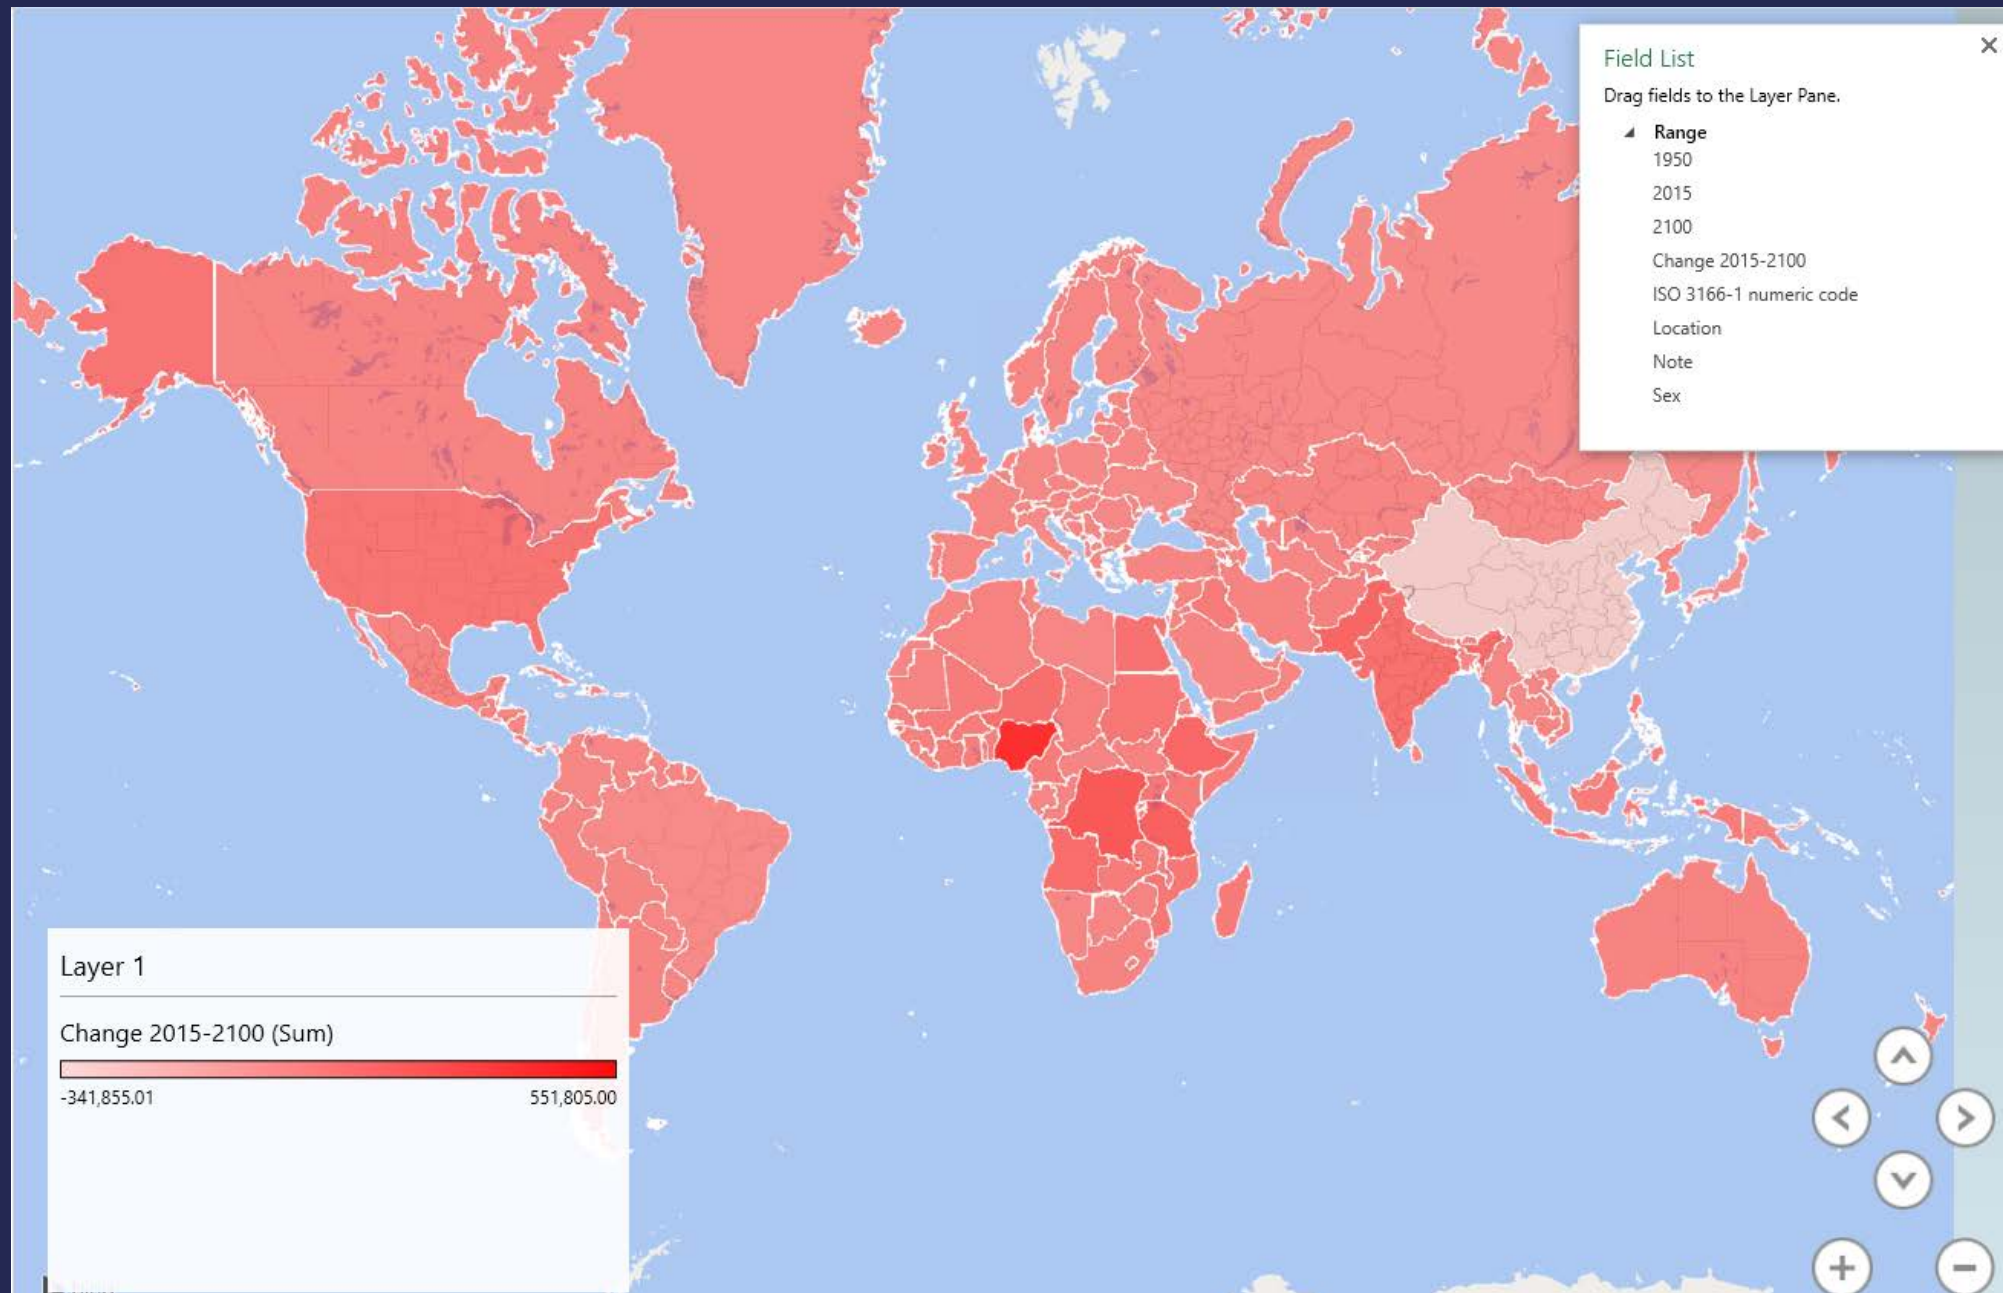 Field List
Drag fields to the Layer Pane.
Range
1950
2015
2100
Change 2015-2100
ISO 3166-1 numeric code
Location
Note
Sex
Layer 1
Change 2015-2100 (Sum)
-341,855.01 551,805.00